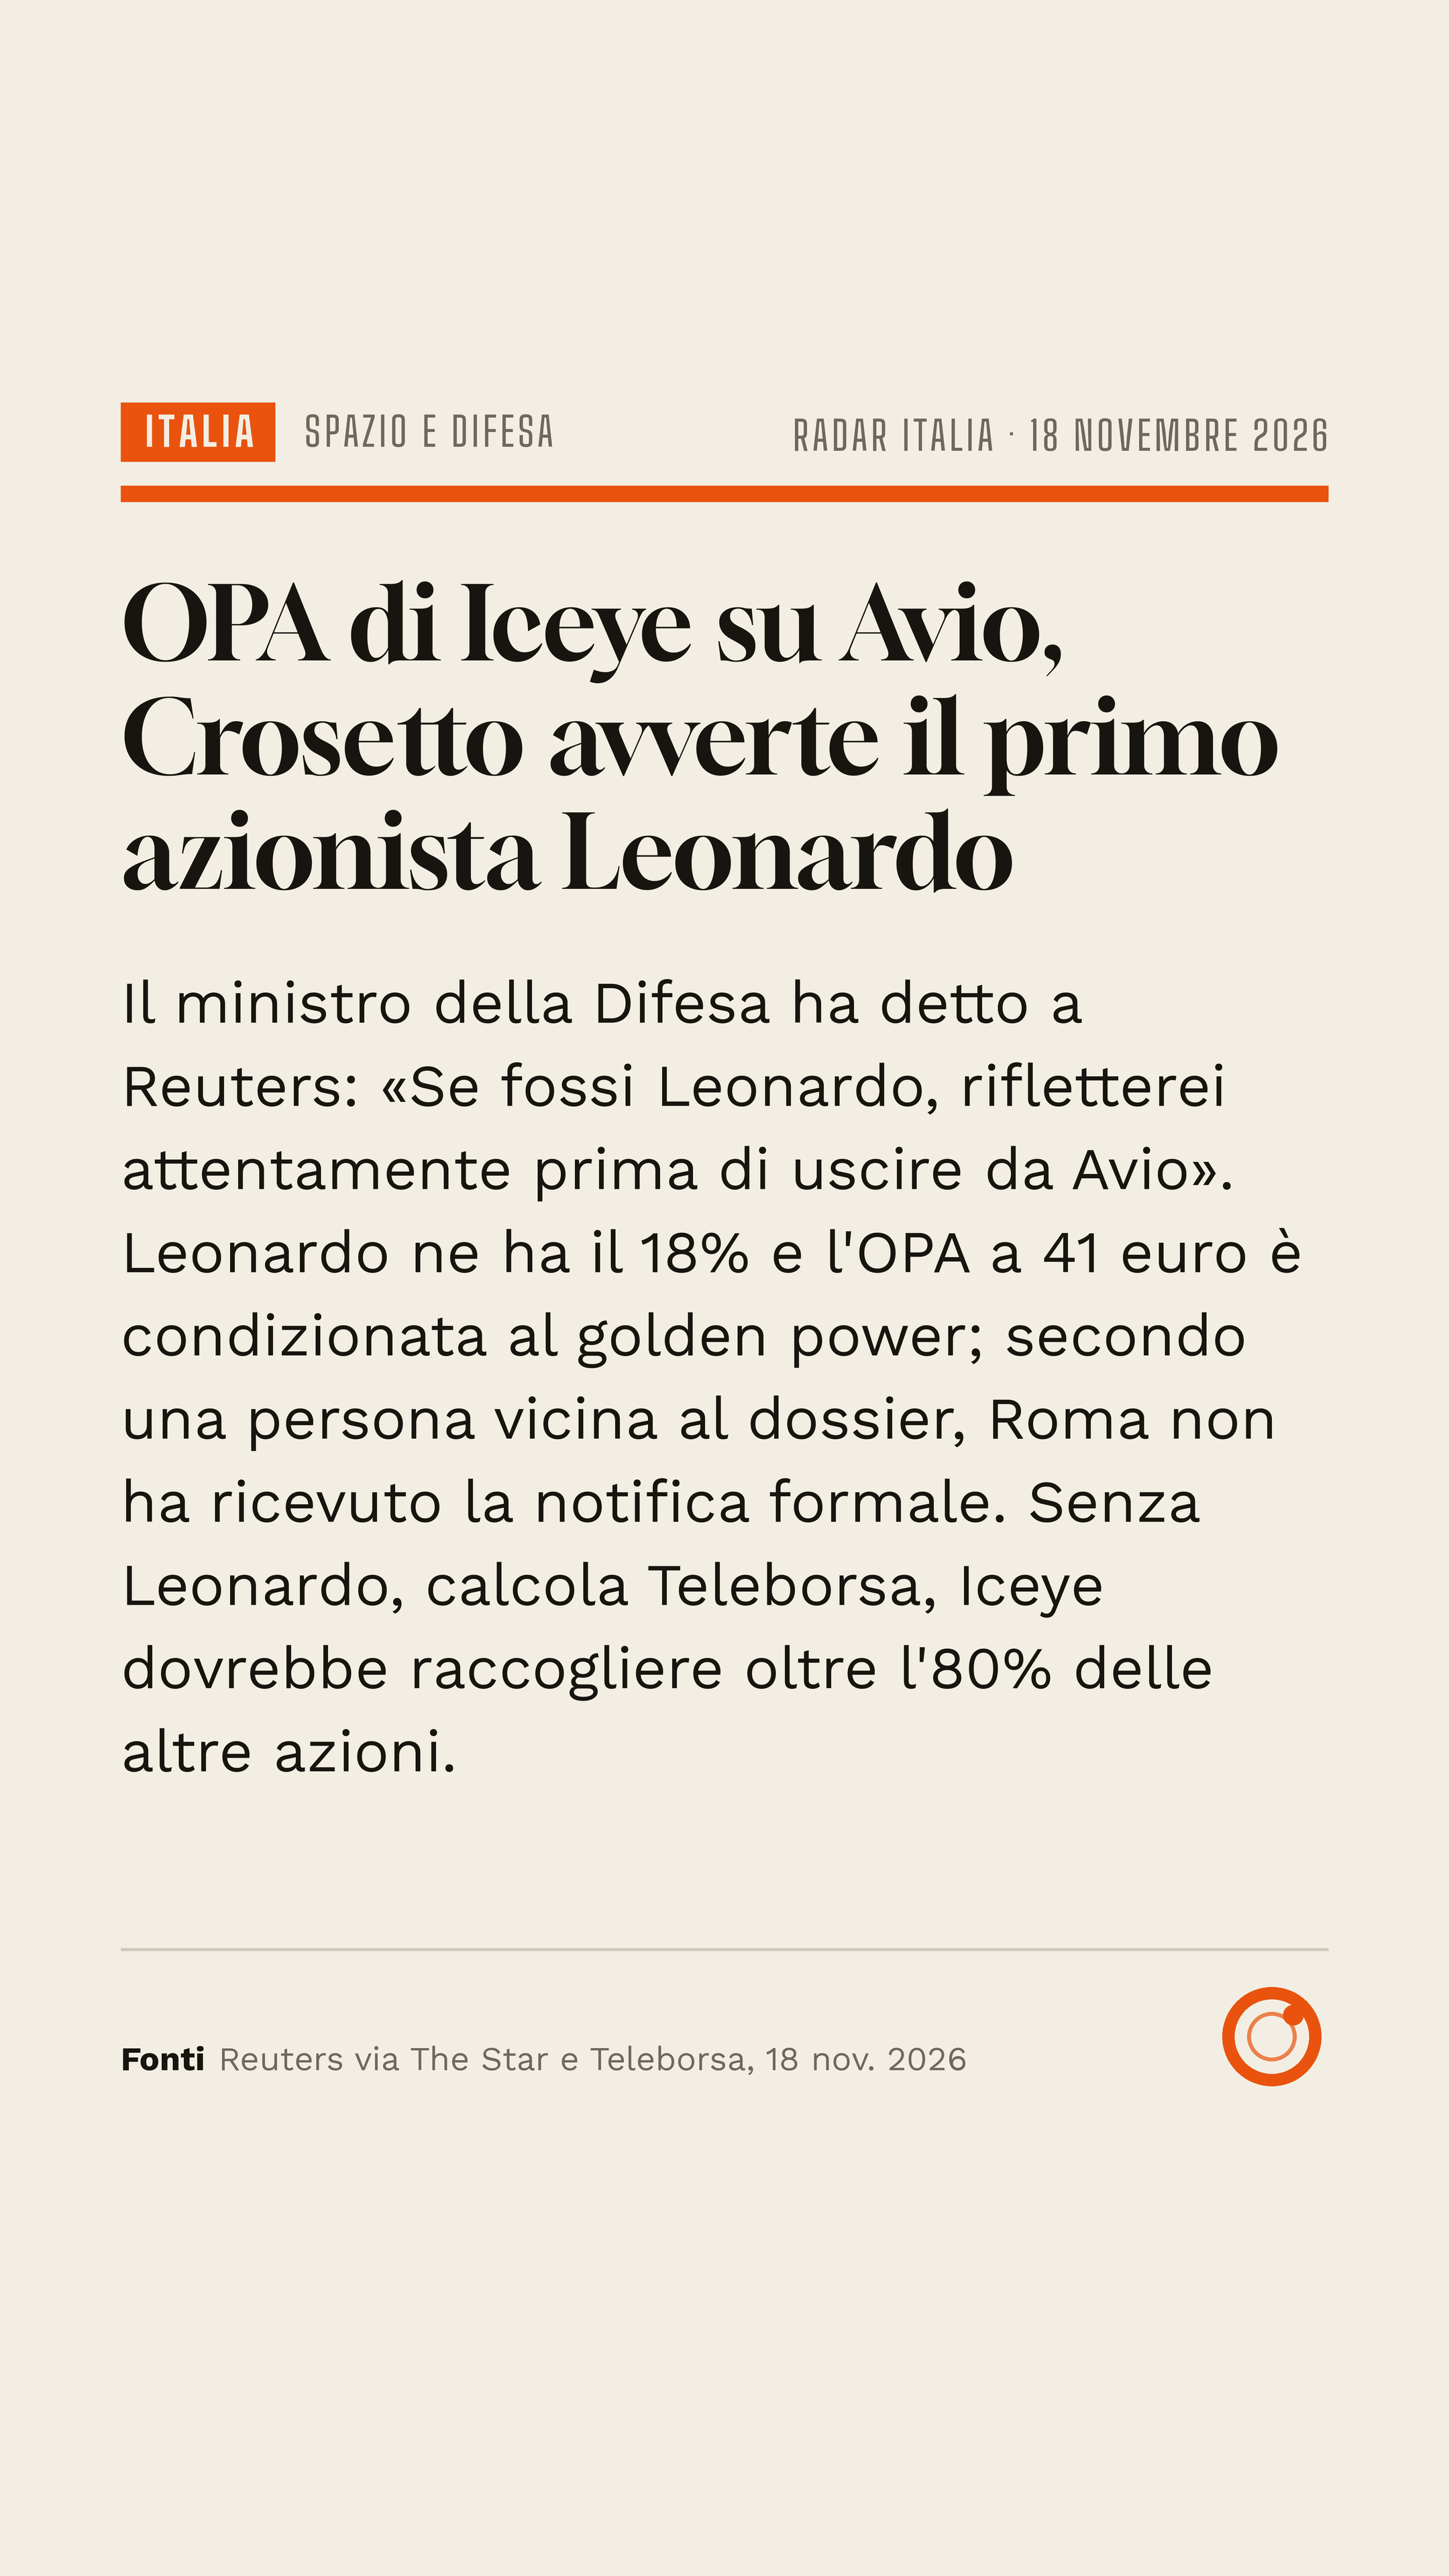 ITALIA SPAZIO E DIFESA RADAR ITALIA · 18 NOVEMBRE 2026
OPA di Iceye su Avio,
Crosetto avverte il primo
azionista Leonardo
Il ministro della Difesa ha detto a
Reuters: «Se fossi Leonardo, rifletterei
attentamente prima di uscire da Avio».
Leonardo ne ha il 18% e l'OPA a 41 euro è
condizionata al golden power; secondo
una persona vicina al dossier, Roma non
ha ricevuto la notifica formale. Senza
Leonardo, calcola Teleborsa, Iceye
dovrebbe raccogliere oltre l'80% delle
altre azioni.
Fonti Reuters via The Star e Teleborsa, 18 nov. 2026